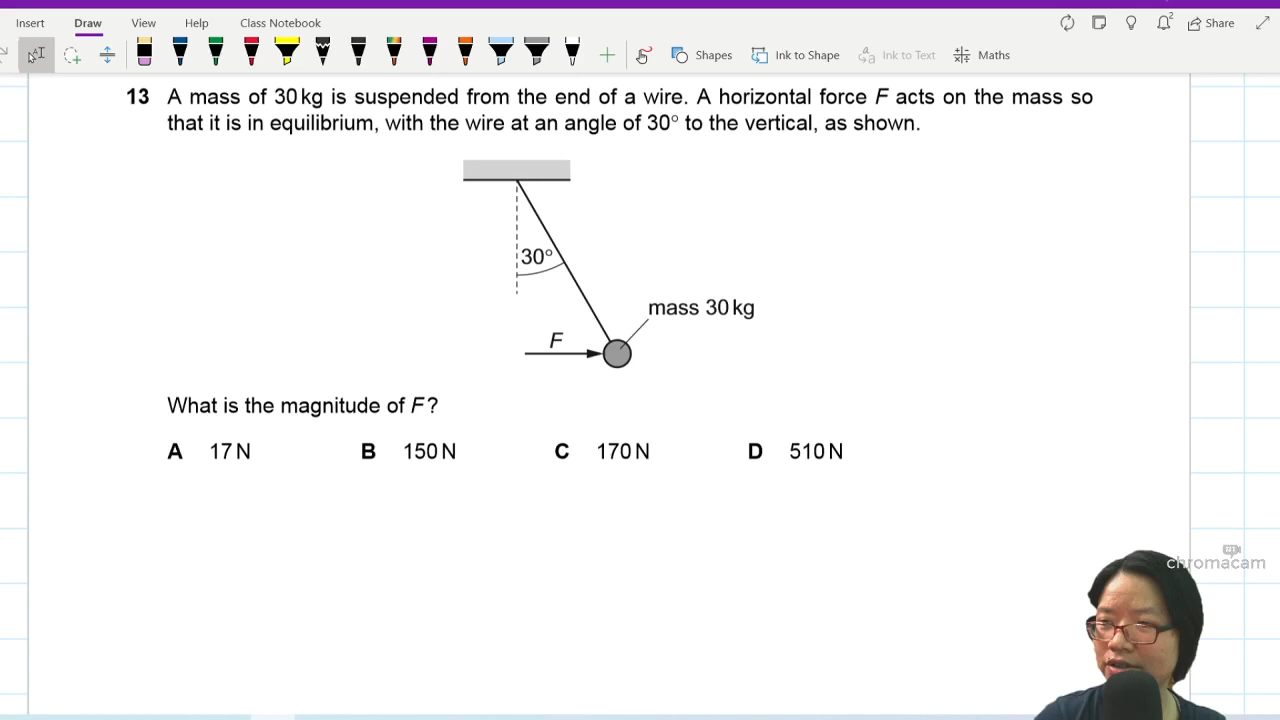 Insert Draw View Help Class Notebook
2 Share
Shapes Ink to Shape Ink to Text Maths
13 A mass of 30 kg is suspended from the end of a wire. A horizontal force F acts on the mass so
that it is in equilibrium, with the wire at an angle of 30° to the vertical, as shown.
30°
mass 30 kg
F
What is the magnitude of F?
A 17 N B 150 N C 170 N D 510 N
chromacam